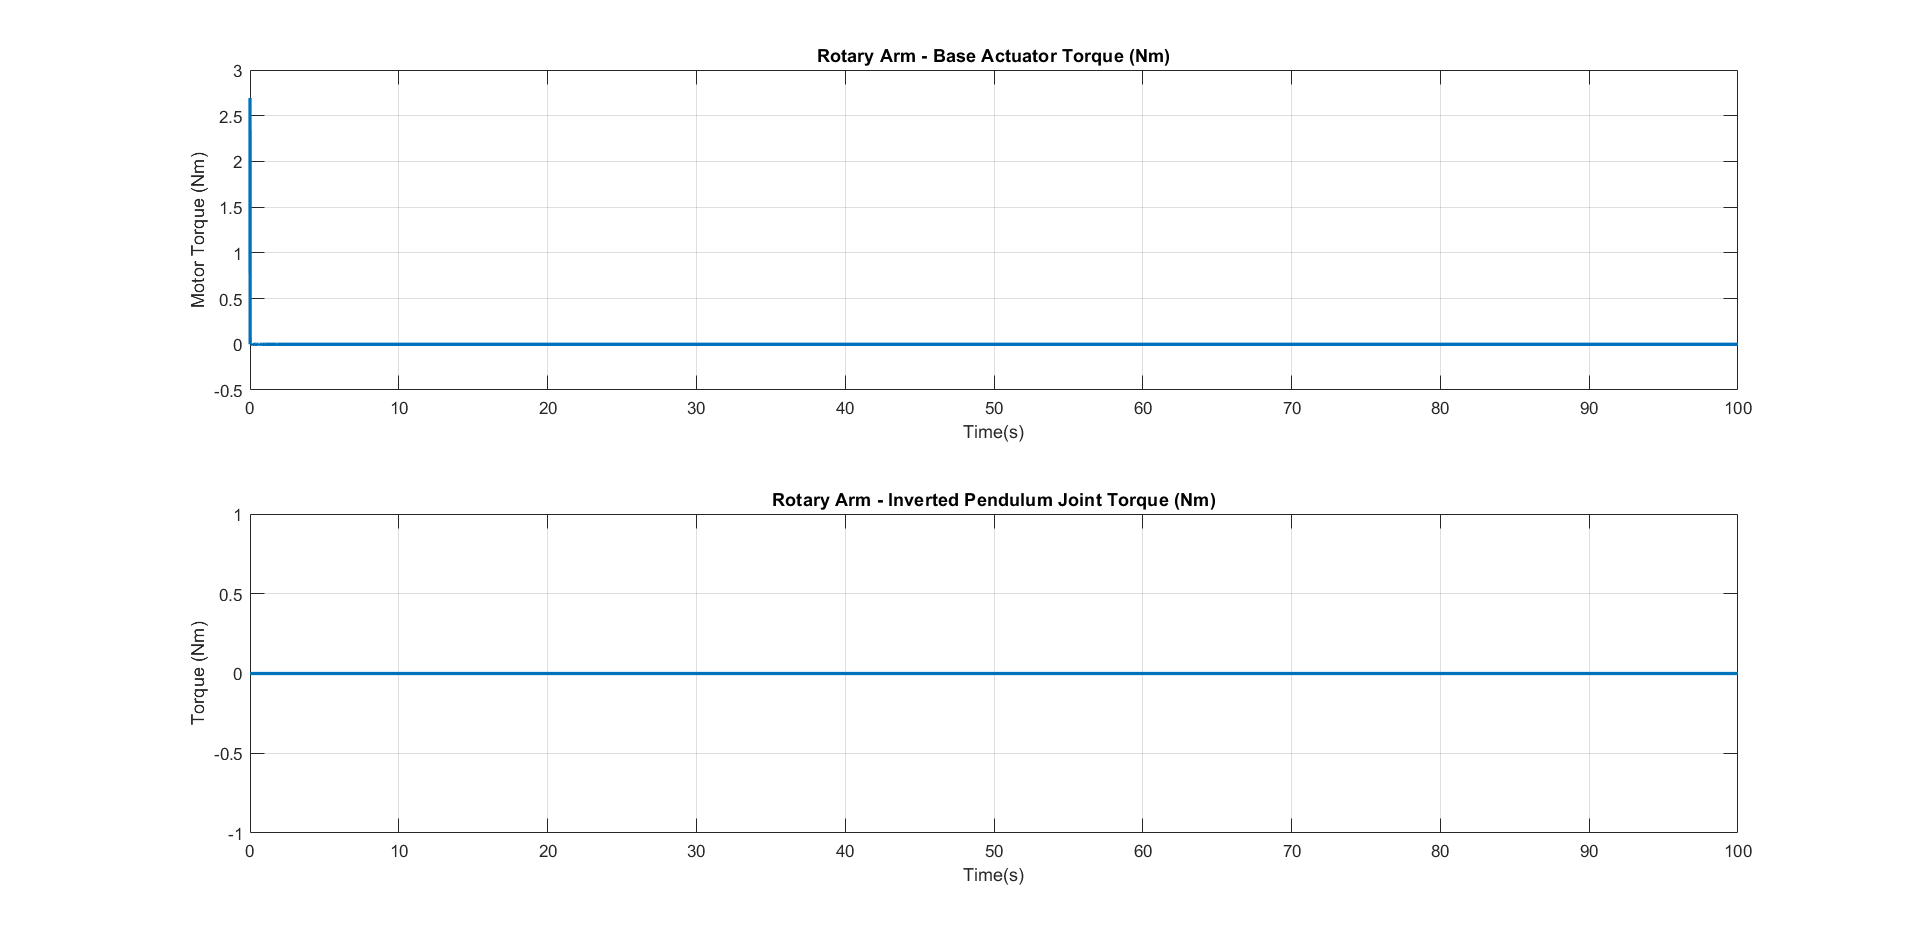 Rotary Arm - Base Actuator Torque (Nm)
3
2.5
2
1.5
1
0.5
0
-0.5
Motor Torque (Nm)
0 10 20 30 40 50 60 70 80 90 100
Time(s)
Rotary Arm - Inverted Pendulum Joint Torque (Nm)
1
0.5
0
-0.5
-1
Torque (Nm)
0 10 20 30 40 50 60 70 80 90 100
Time(s)